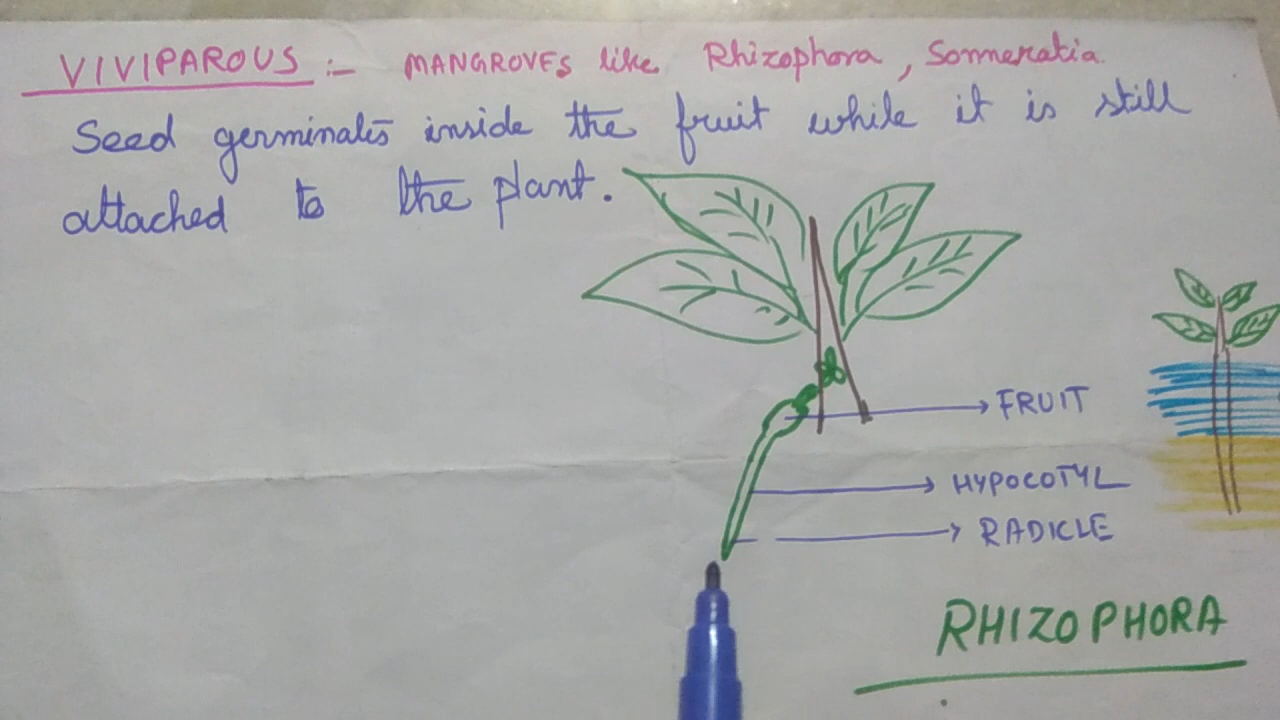 VIVIPAROUS :- MANGROVES like Rhizophora, Sonneratia
Seed germinates inside the fruit while it is still
attached to the plant.
FRUIT
HYPOCOTYL
RADICLE
RHIZOPHORA